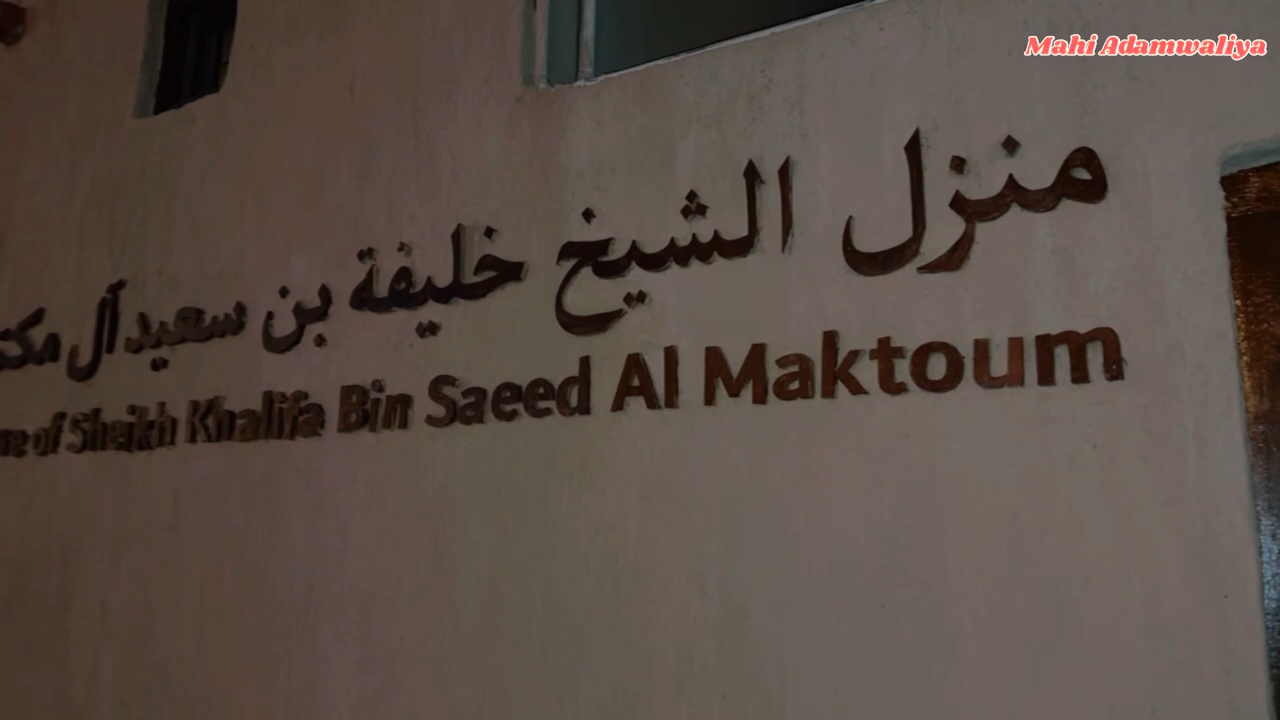 Mahi Adamwaliya
منزل الشيخ خليفة بن سعيد آل
of Sheikh Khalifa Bin Saeed Al Maktoum